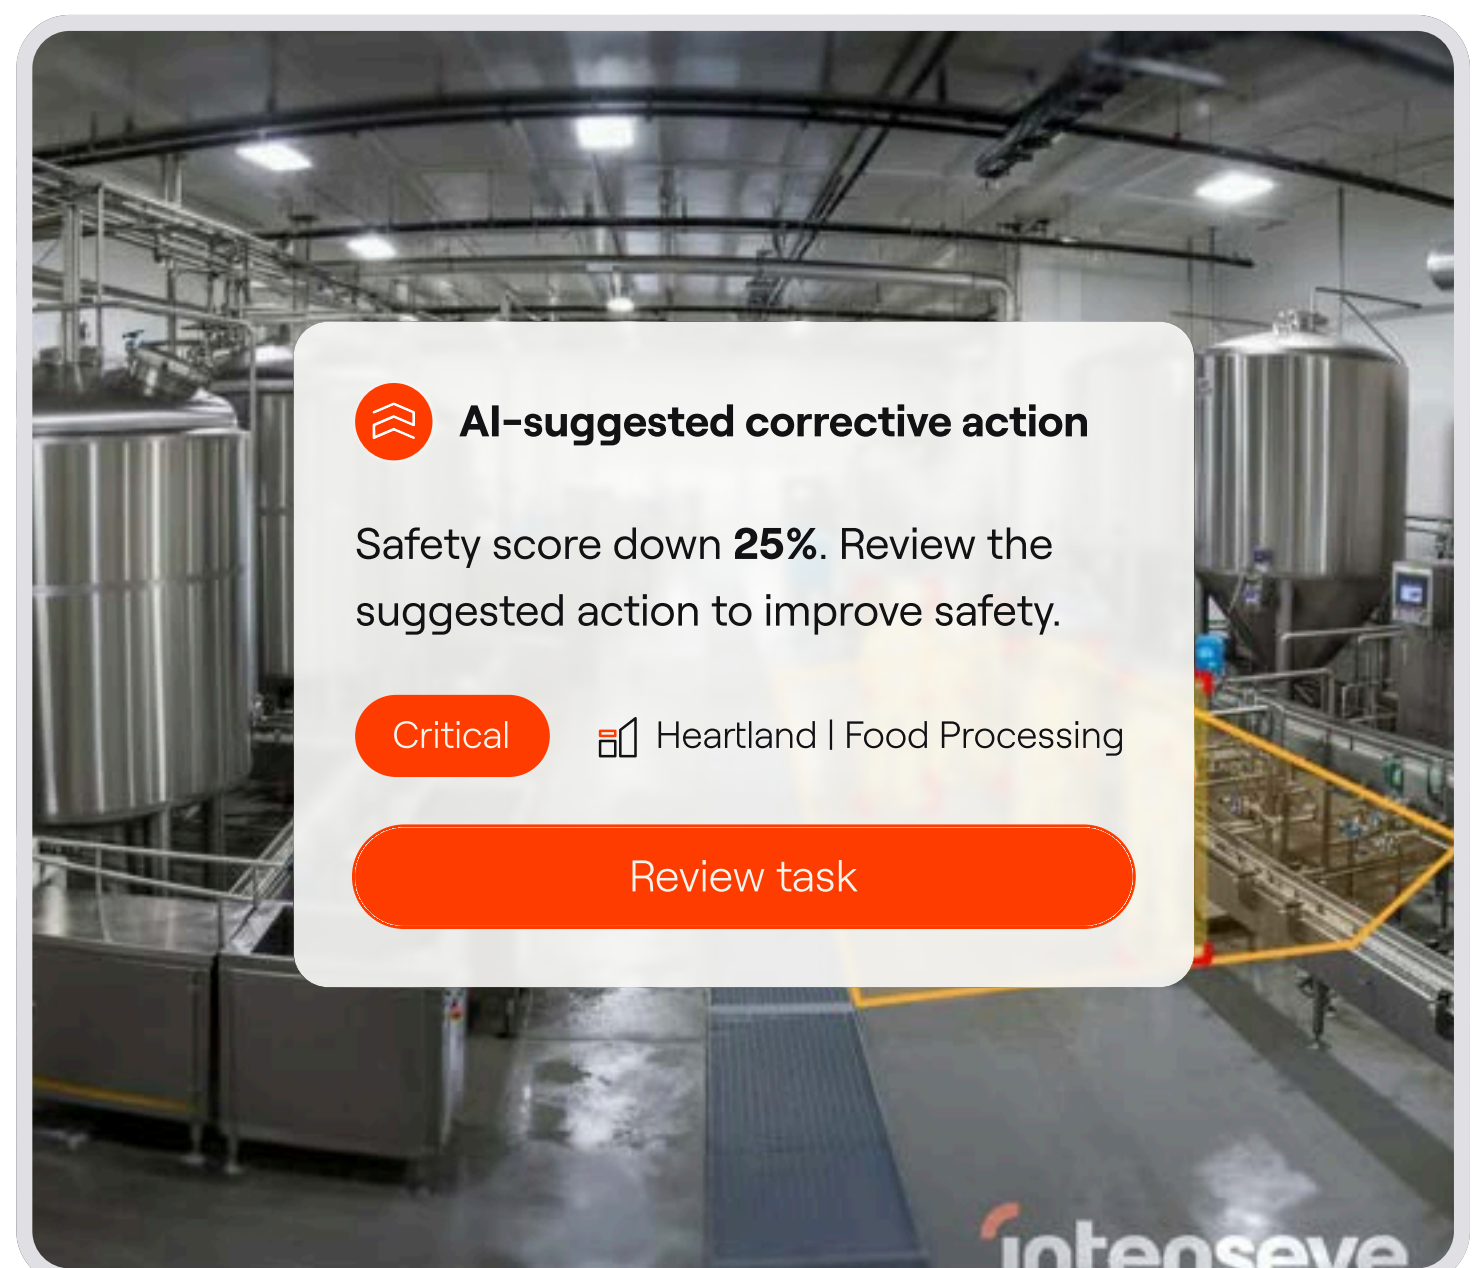 AI-suggested corrective action
Safety score down 25%. Review the
suggested action to improve safety.
Critical
Heartland | Food Processing
Review task
intenseye